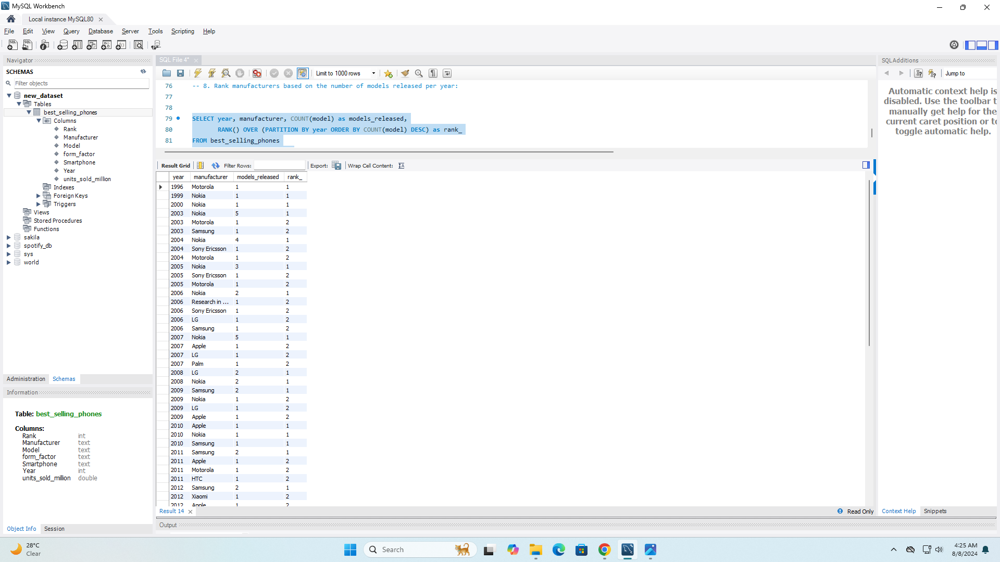 MySQL Workbench
Local instance MySQL80
File Edit View Query Database Server Tools Scripting Help
Navigator
SCHEMAS
Filter objects
new_dataset
Tables
best_selling_phones
Columns
Rank
Manufacturer
Model
form_factor
Smartphone
Year
units_sold_million
Indexes
Foreign Keys
Triggers
Views
Stored Procedures
Functions
sakila
spotify_db
sys
world
Administration Schemas
Information
Table: best_selling_phones
Columns:
Rank int
Manufacturer text
Model text
form_factor text
Smartphone text
Year int
units_sold_million double
Object Info Session
SQL File 4*
Limit to 1000 rows
76 -- 8. Rank manufacturers based on the number of models released per year:
77
78
79 SELECT year, manufacturer, COUNT(model) as models_released,
80 RANK() OVER (PARTITION BY year ORDER BY COUNT(model) DESC) as rank_
81 FROM best_selling_phones
Result Grid Filter Rows: Export: Wrap Cell Content:
year manufacturer models_released rank_
1996 Motorola 1 1
1999 Nokia 1 1
2000 Nokia 1 1
2003 Nokia 5 1
2003 Motorola 1 2
2003 Samsung 1 2
2004 Nokia 4 1
2004 Sony Ericsson 1 2
2004 Motorola 1 2
2005 Nokia 3 1
2005 Sony Ericsson 1 2
2005 Motorola 1 2
2006 Nokia 2 1
2006 Research in ... 1 2
2006 Sony Ericsson 1 2
2006 LG 1 2
2006 Samsung 1 2
2007 Nokia 5 1
2007 Apple 1 2
2007 LG 1 2
2007 Palm 1 2
2008 LG 2 1
2008 Nokia 2 1
2009 Samsung 2 1
2009 Nokia 1 2
2009 LG 1 2
2009 Apple 1 2
2010 Apple 1 1
2010 Nokia 1 1
2010 Samsung 1 1
2011 Samsung 2 1
2011 Apple 1 2
2011 Motorola 1 2
2011 HTC 1 2
2012 Samsung 2 1
2012 Xiaomi 1 2
2012 Apple 1 2
Result 14
Read Only
Output
SQLAdditions
Jump to
Automatic context help is
disabled. Use the toolbar t
manually get help for the
current caret position or to
toggle automatic help.
Context Help Snippets
28°C
Clear
Search
4:25 AM
8/8/2024